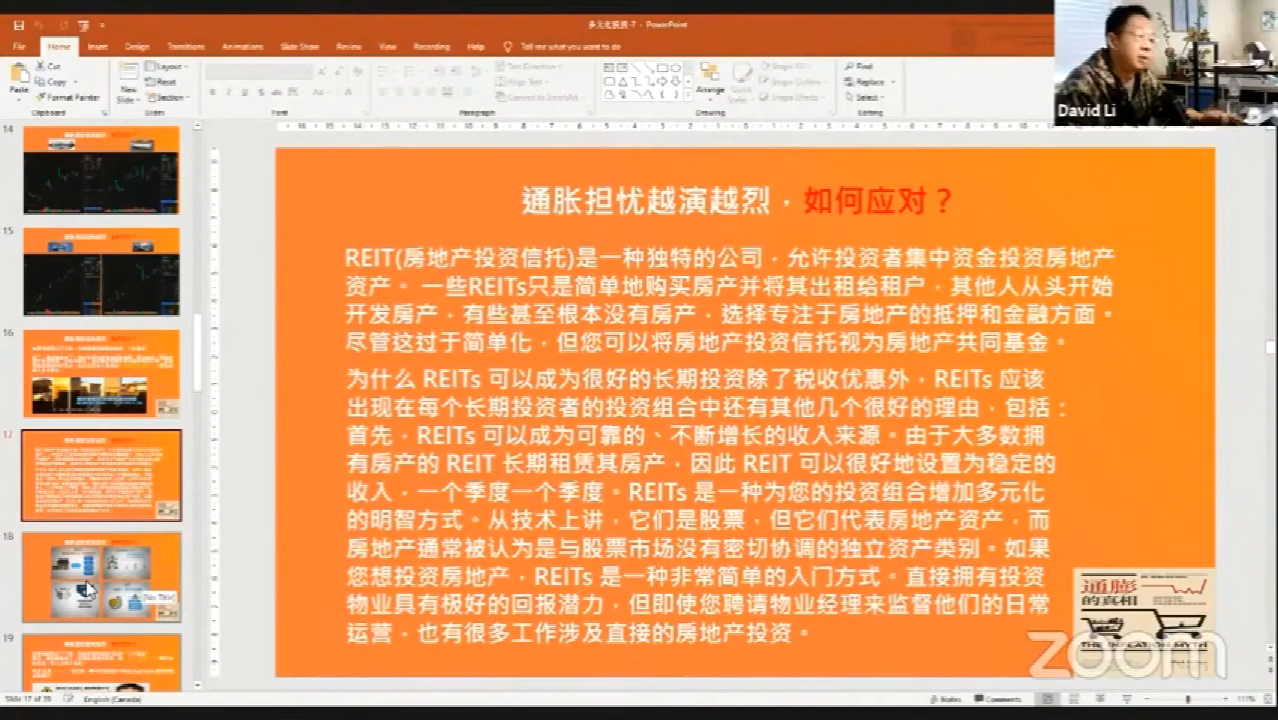 多元化投资-7 - PowerPoint
File Home Insert Design Transitions Animations Slide Show Review View Recording Help Tell me what you want to do
Paste
Cut
Copy
Format Painter
Clipboard
New
Slide
Layout
Reset
Section
Slides
Font
Paragraph
Arrange
Drawing
Find
Replace
Select
Editing
David Li
14
15
16
17
18
19
No Title
通胀担忧越演越烈，如何应对？
REIT(房地产投资信托)是一种独特的公司，允许投资者集中资金投资房地产
资产。 一些REITs只是简单地购买房产并将其出租给租户，其他人从头开始
开发房产，有些甚至根本没有房产，选择专注于房地产的抵押和金融方面。
尽管这过于简单化，但您可以将房地产投资信托视为房地产共同基金。
为什么 REITs 可以成为很好的长期投资除了税收优惠外，REITs 应该
出现在每个长期投资者的投资组合中还有其他几个很好的理由，包括：
首先，REITs 可以成为可靠的、不断增长的收入来源。由于大多数拥
有房产的 REIT 长期租赁其房产，因此 REIT 可以很好地设置为稳定的
收入，一个季度一个季度。REITs 是一种为您的投资组合增加多元化
的明智方式。从技术上讲，它们是股票，但它们代表房地产资产，而
房地产通常被认为是与股票市场没有密切协调的独立资产类别。如果
您想投资房地产，REITs 是一种非常简单的入门方式。直接拥有投资
物业具有极好的回报潜力，但即使您聘请物业经理来监督他们的日常
运营，也有很多工作涉及直接的房地产投资。
通膨
的真相
THE INFLATION MYTH
zoom
Slide 17 of 39 English (Canada)
Notes Comments 111%